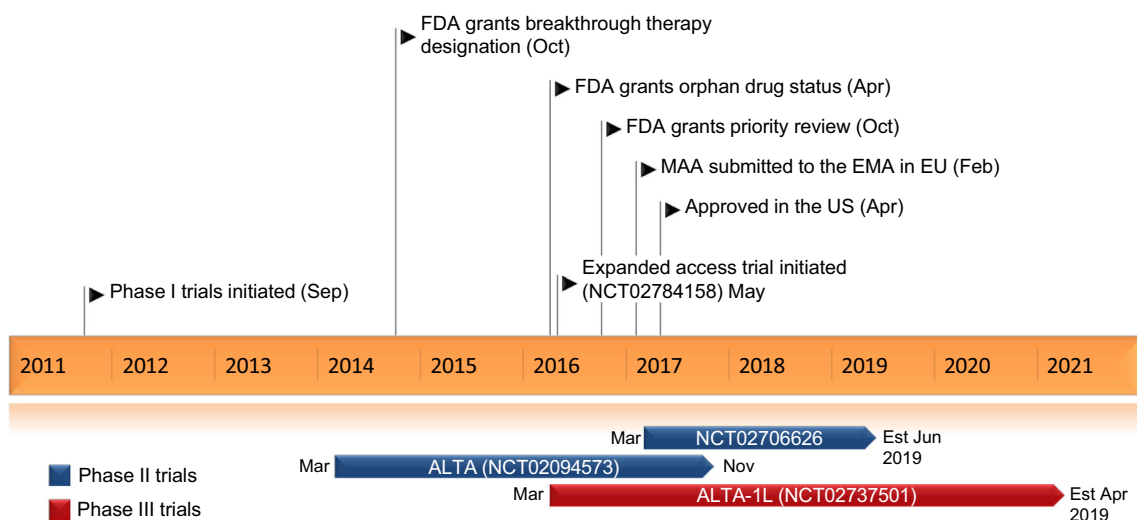 FDA grants breakthrough therapy
designation (Oct)
FDA grants orphan drug status (Apr)
FDA grants priority review (Oct)
MAA submitted to the EMA in EU (Feb)
Approved in the US (Apr)
Expanded access trial initiated
(NCT02784158) May
Phase I trials initiated (Sep)
2011 2012 2013 2014 2015 2016 2017 2018 2019 2020 2021
Mar NCT02706626 Est Jun
2019
Mar ALTA (NCT02094573) Nov
Phase II trials
Mar ALTA-1L (NCT02737501) Est Apr
2019
Phase III trials